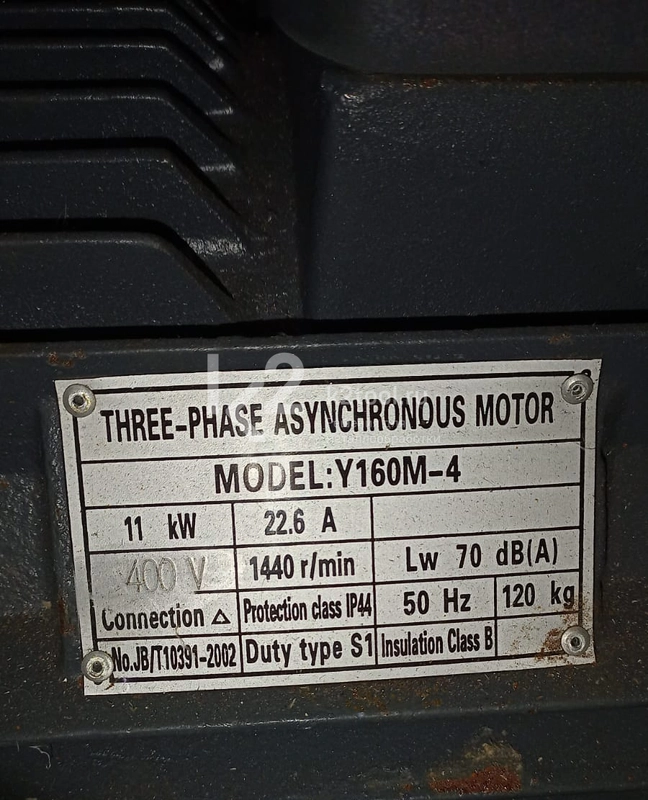 THREE-PHASE ASYNCHRONOUS MOTOR
MODEL:Y160M-4
11 kW 22.6 A
400 V 1440 r/min Lw 70 dB(A)
Connection △ Protection class IP44 50 Hz 120 kg
No.JB/T10391-2002 Duty type S1 Insulation Class B